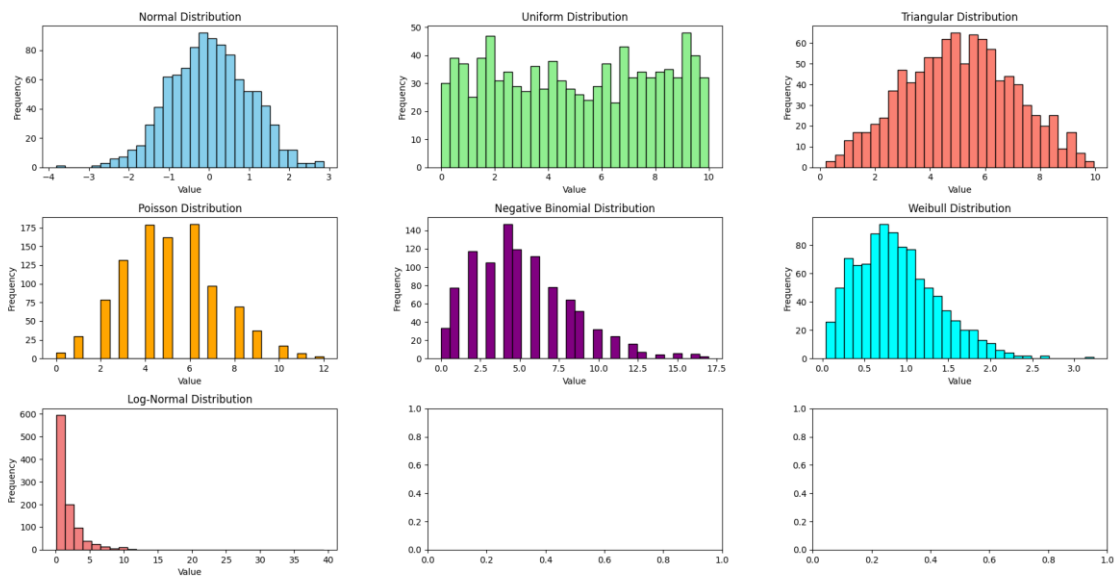 Normal Distribution
Frequency
80
60
40
20
0
−4 −3 −2 −1 0 1 2 3
Value
Uniform Distribution
Frequency
50
40
30
20
10
0
0 2 4 6 8 10
Value
Triangular Distribution
Frequency
60
50
40
30
20
10
0
0 2 4 6 8 10
Value
Poisson Distribution
Frequency
175
150
125
100
75
50
25
0
0 2 4 6 8 10 12
Value
Negative Binomial Distribution
Frequency
140
120
100
80
60
40
20
0
0.0 2.5 5.0 7.5 10.0 12.5 15.0 17.5
Value
Weibull Distribution
Frequency
80
60
40
20
0
0.0 0.5 1.0 1.5 2.0 2.5 3.0
Value
Log-Normal Distribution
Frequency
600
500
400
300
200
100
0
0 5 10 15 20 25 30 35 40
Value
1.0
0.8
0.6
0.4
0.2
0.0
0.0 0.2 0.4 0.6 0.8 1.0
1.0
0.8
0.6
0.4
0.2
0.0
0.0 0.2 0.4 0.6 0.8 1.0